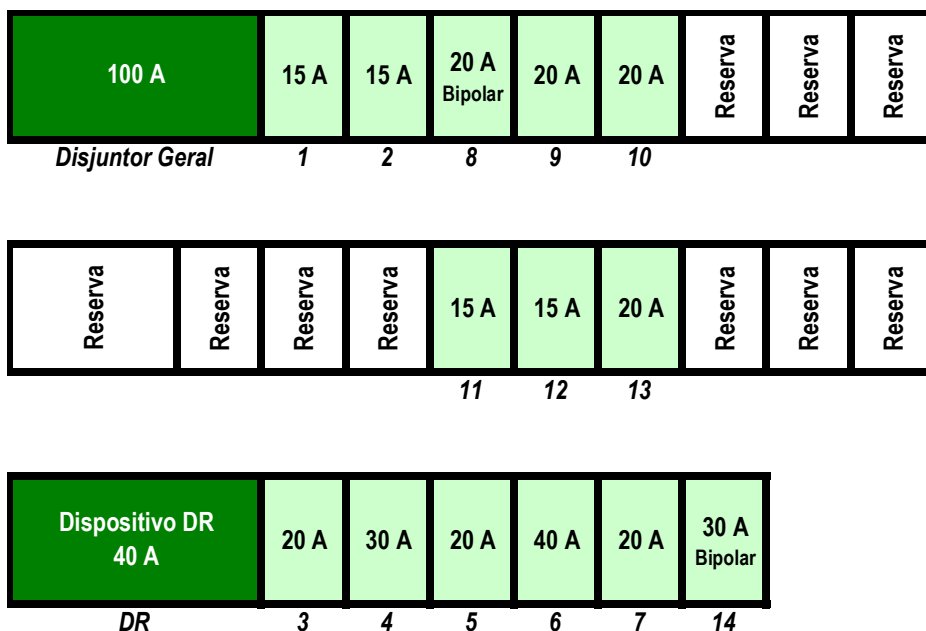 100 A 15 A 15 A 20 A Bipolar 20 A 20 A Reserva Reserva Reserva
Disjuntor Geral 1 2 8 9 10
Reserva Reserva Reserva Reserva 15 A 15 A 20 A Reserva Reserva Reserva
11 12 13
Dispositivo DR 40 A 20 A 30 A 20 A 40 A 20 A 30 A Bipolar
DR 3 4 5 6 7 14